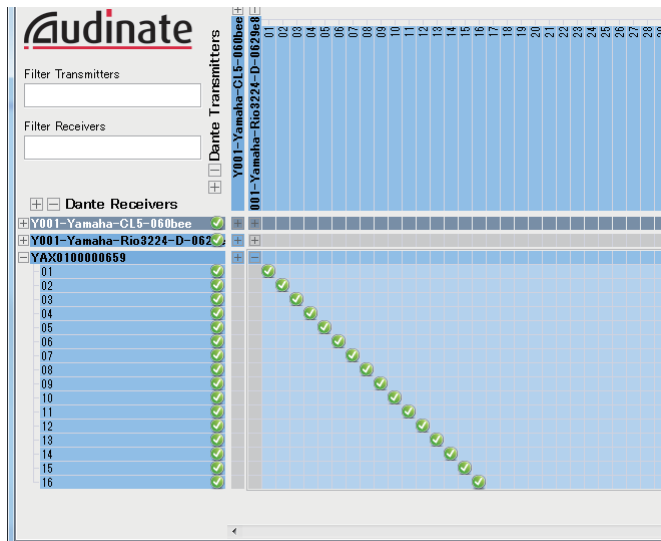 Audinate
Filter Transmitters
Filter Receivers
Dante Transmitters
Y001-Yamaha-CL5-060bee
001-Yamaha-Rio3224-D-0629e8
01 02 03 04 05 06 07 08 09 10 11 12 13 14 15 16 17 18 19 20 21 22 23 24 25 26 27 28 29
Dante Receivers
Y001-Yamaha-CL5-060bee
Y001-Yamaha-Rio3224-D-062
YAX0100000659
01
02
03
04
05
06
07
08
09
10
11
12
13
14
15
16